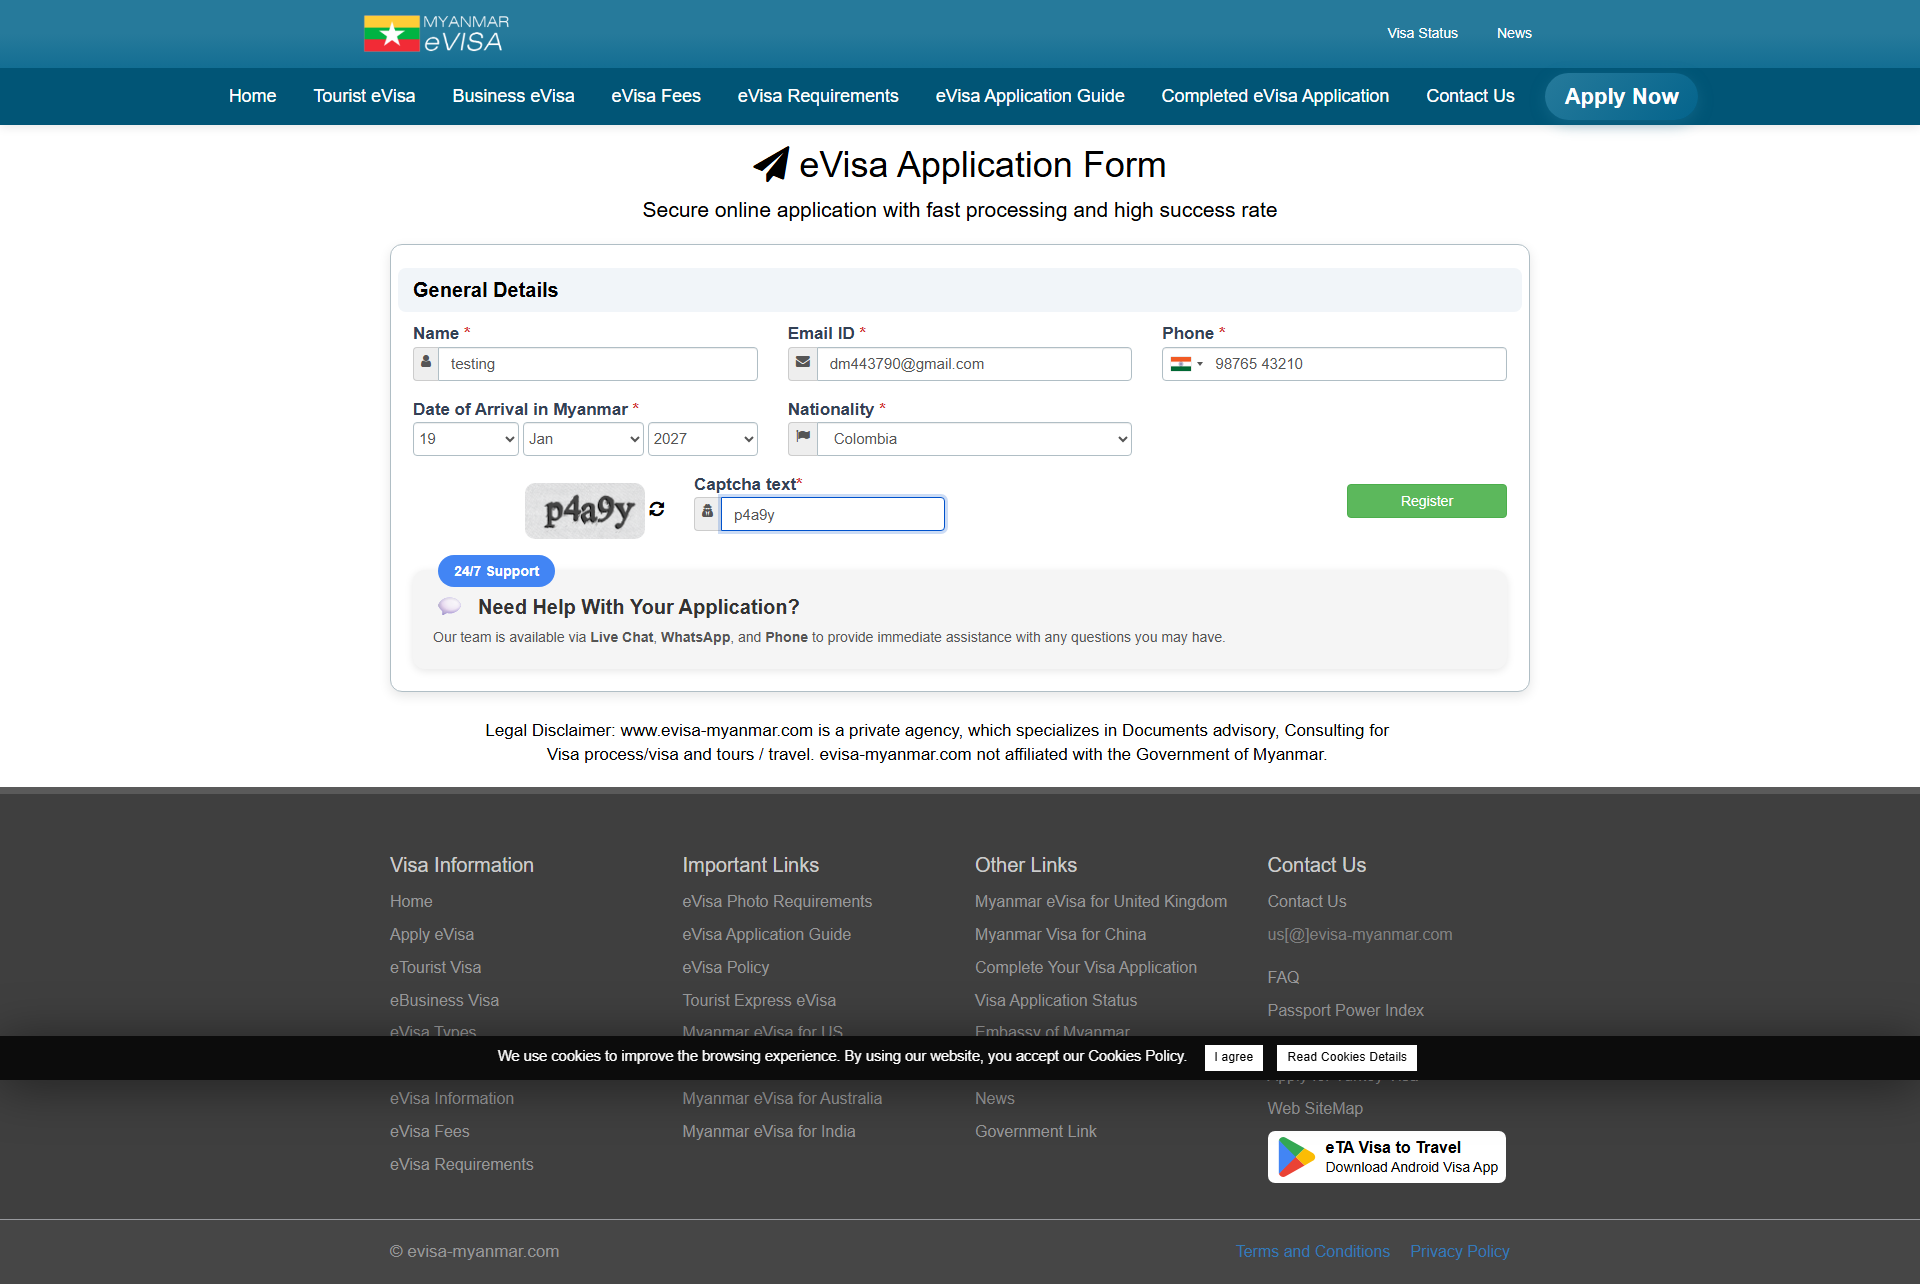 MYANMAR
eVISA
Visa Status
News
Home
Tourist eVisa
Business eVisa
eVisa Fees
eVisa Requirements
eVisa Application Guide
Completed eVisa Application
Contact Us
Apply Now
eVisa Application Form
Secure online application with fast processing and high success rate
General Details
Name *
testing
Email ID *
dm443790@gmail.com
Phone *
98765 43210
Date of Arrival in Myanmar *
19
Jan
2027
Nationality *
Colombia
p4a9y
Captcha text*
p4a9y
Register
24/7 Support
Need Help With Your Application?
Our team is available via Live Chat, WhatsApp, and Phone to provide immediate assistance with any questions you may have.
Legal Disclaimer: www.evisa-myanmar.com is a private agency, which specializes in Documents advisory, Consulting for
Visa process/visa and tours / travel. evisa-myanmar.com not affiliated with the Government of Myanmar.
Visa Information
Home
Apply eVisa
eTourist Visa
eBusiness Visa
eVisa Types
eVisa Information
eVisa Fees
eVisa Requirements
Important Links
eVisa Photo Requirements
eVisa Application Guide
eVisa Policy
Tourist Express eVisa
Myanmar eVisa for US
Myanmar eVisa for Australia
Myanmar eVisa for India
Other Links
Myanmar eVisa for United Kingdom
Myanmar Visa for China
Complete Your Visa Application
Visa Application Status
Embassy of Myanmar
News
Government Link
Contact Us
Contact Us
us[@]evisa-myanmar.com
FAQ
Passport Power Index
Apply for Turkey Visa
Web SiteMap
eTA Visa to Travel
Download Android Visa App
We use cookies to improve the browsing experience. By using our website, you accept our Cookies Policy.
I agree
Read Cookies Details
© evisa-myanmar.com
Terms and Conditions
Privacy Policy